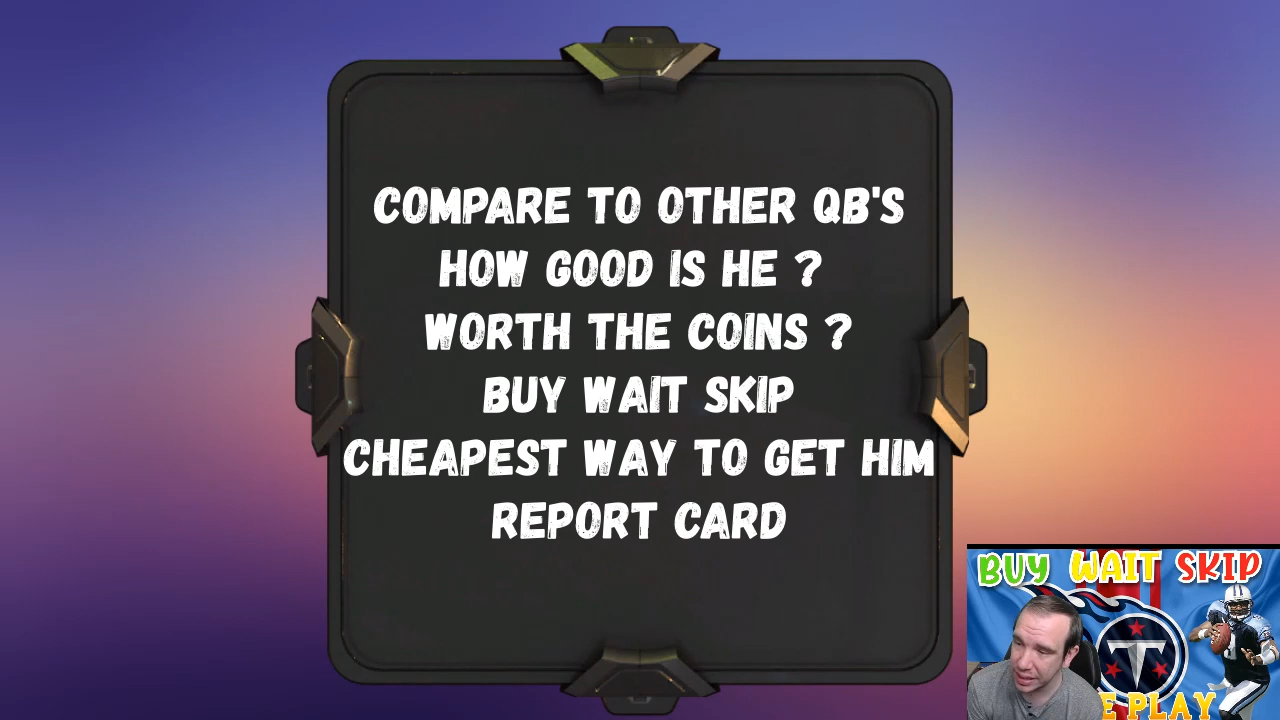 COMPARE TO OTHER QB'S
HOW GOOD IS HE ?
WORTH THE COINS ?
BUY WAIT SKIP
CHEAPEST WAY TO GET HIM
REPORT CARD
BUY WAIT SKIP
E PLAY